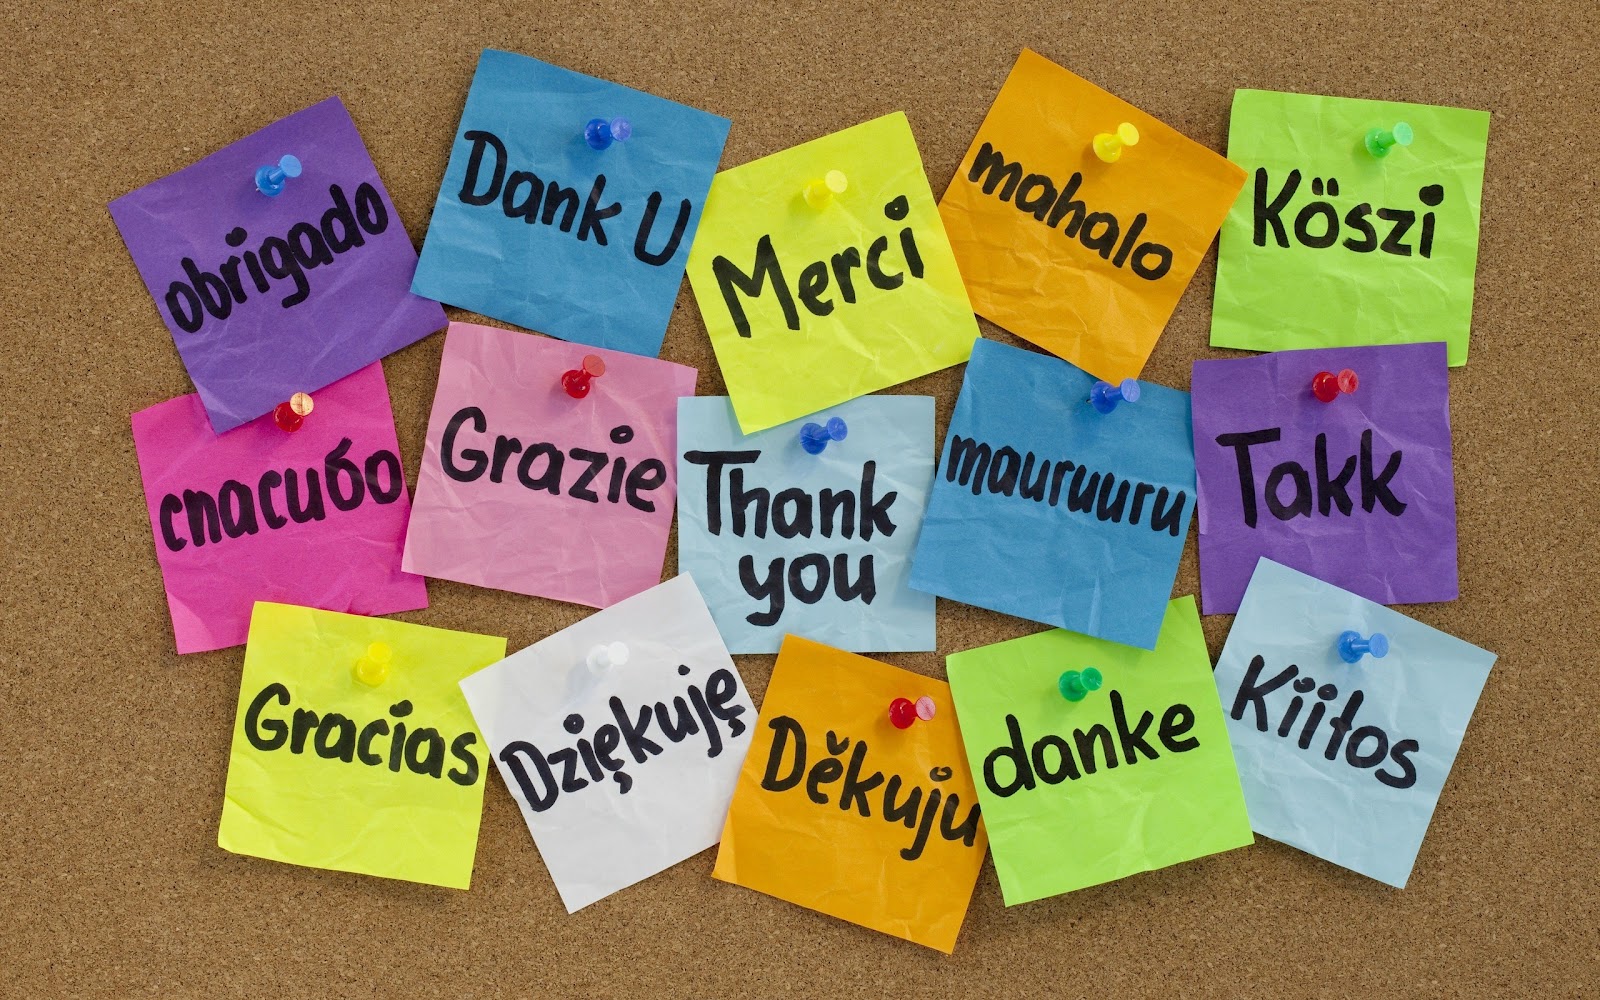 obrigado
Dank U
Merci
mahalo
Köszi
спасибо
Grazie
Thank
you
mauruuru
Takk
Gracias
Dziękuję
Děkuju
danke
Kiitos